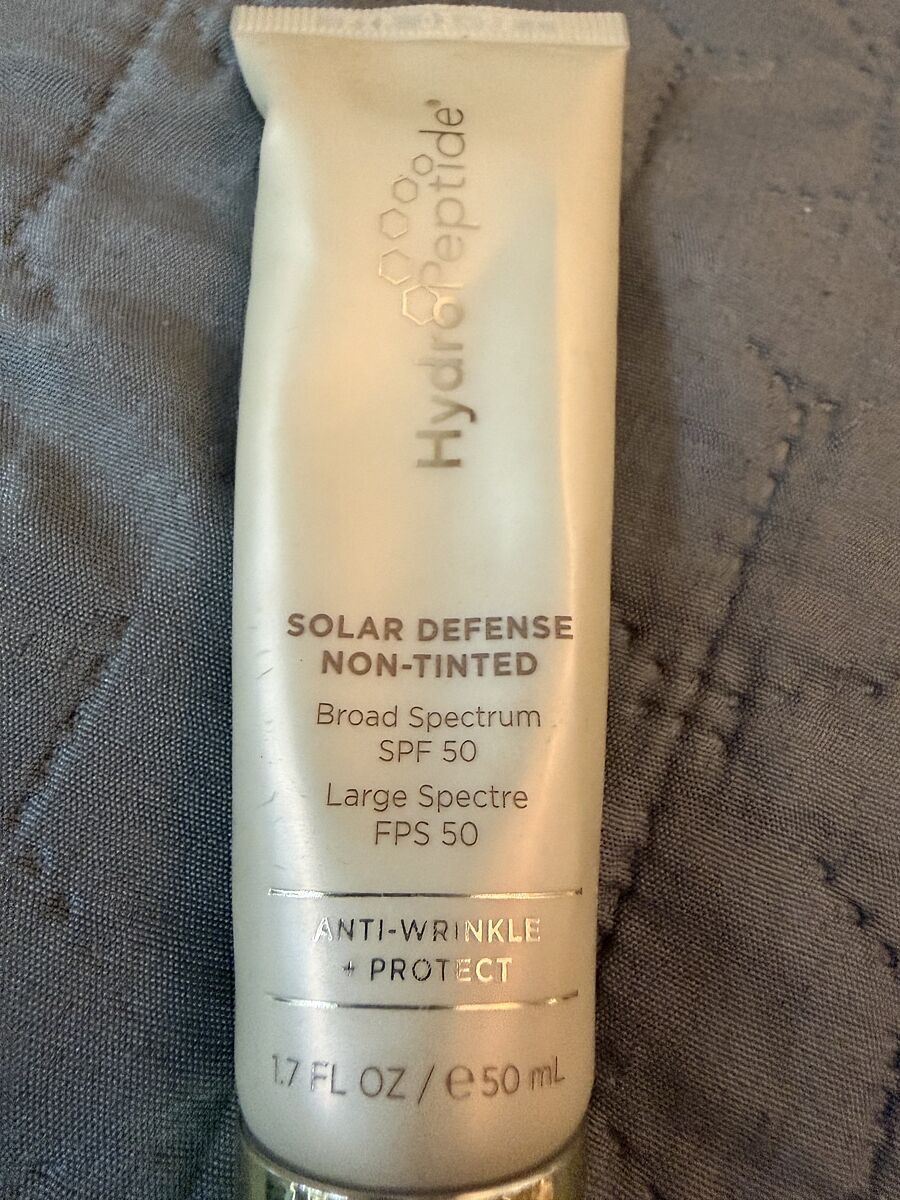 HydroPeptide®
SOLAR DEFENSE
NON-TINTED
Broad Spectrum
SPF 50
Large Spectre
FPS 50
ANTI-WRINKLE
+ PROTECT
1.7 FL OZ / ℮50 mL